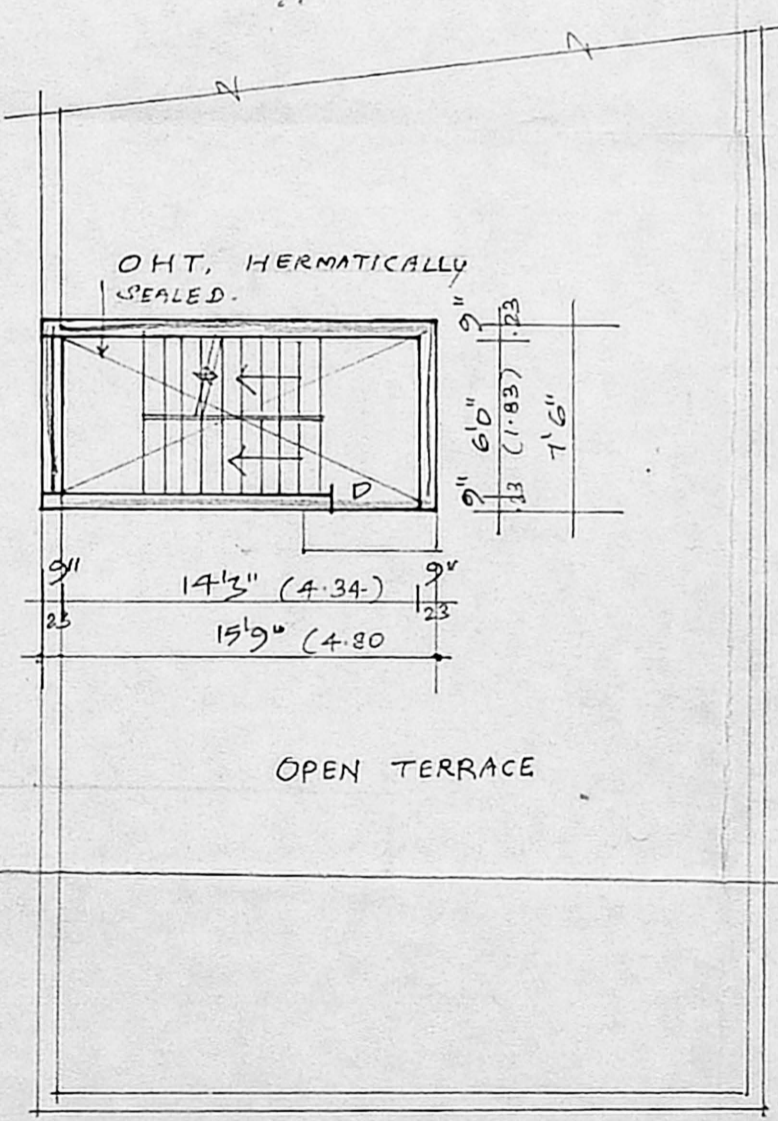 OHT, HERMATICALLY
SEALED.
D
9" 6'0" 9"
.23 (1.83) .23
7'6"
9" 14'3" (4.34) 9"
23 23
15'9" (4.80
OPEN TERRACE